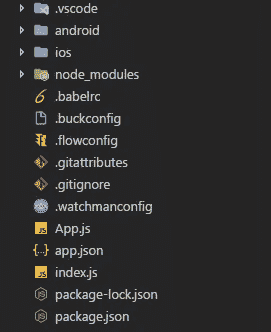 .vscode
android
ios
node_modules
.babelrc
.buckconfig
.flowconfig
.gitattributes
.gitignore
.watchmanconfig
App.js
app.json
index.js
package-lock.json
package.json